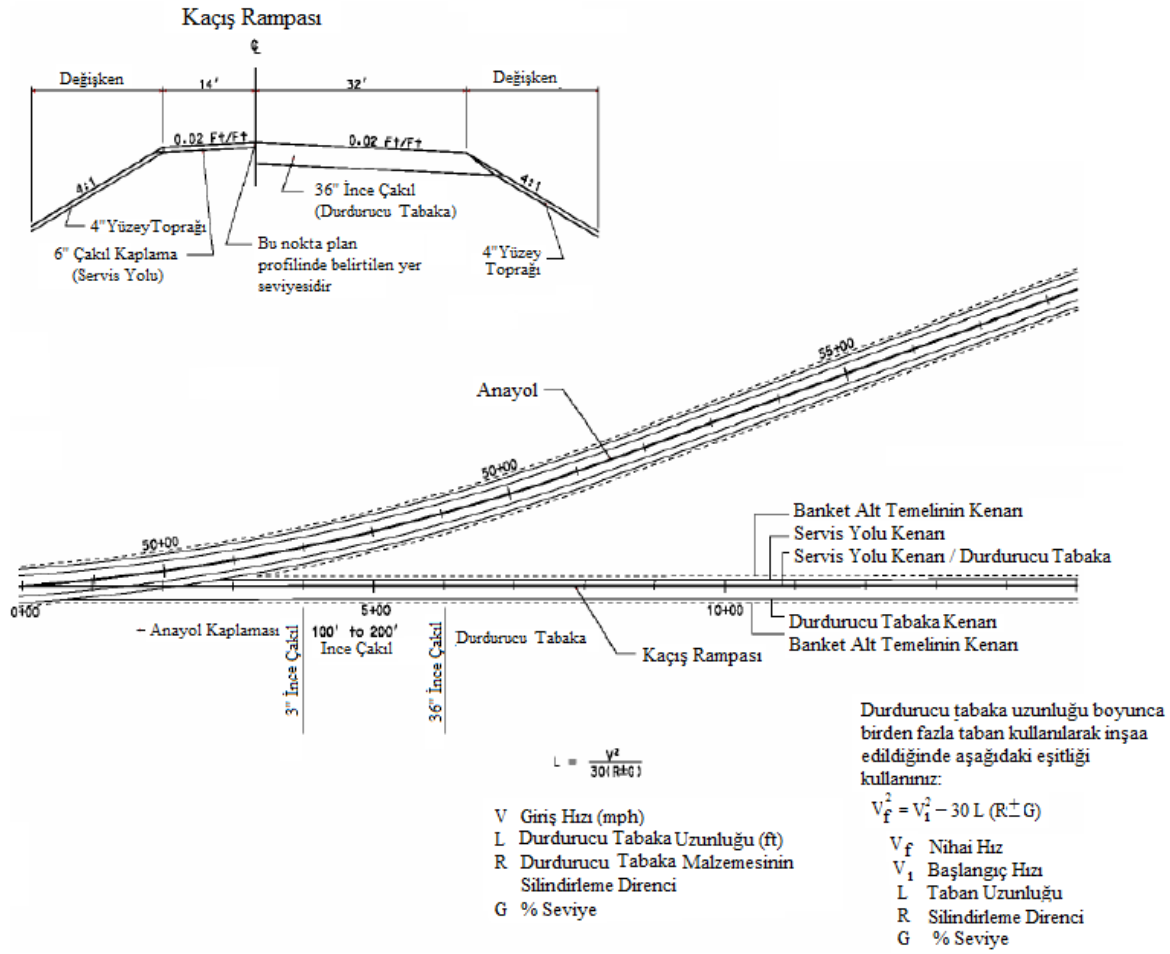 Kaçış Rampası
℄
Değişken
14'
32'
Değişken
0.02 Ft/Ft
0.02 Ft/Ft
4:1
4:1
36" İnce Çakıl
(Durdurucu Tabaka)
4"YüzeyToprağı
6" Çakıl Kaplama
(Servis Yolu)
Bu nokta plan
profilinde belirtilen yer
seviyesidir
4"Yüzey
Toprağı
55+00
Anayol
50+00
50+00
Banket Alt Temelinin Kenarı
Servis Yolu Kenarı
Servis Yolu Kenarı / Durdurucu Tabaka
0+00
5+00
10+00
Durdurucu Tabaka Kenarı
Banket Alt Temelinin Kenarı
Anayol Kaplaması
3" İnce Çakıl
100' to 200'
İnce Çakıl
36" İnce Çakıl
Durdurucu Tabaka
Kaçış Rampası
L = V² / 30(R±G)
V Giriş Hızı (mph)
L Durdurucu Tabaka Uzunluğu (ft)
R Durdurucu Tabaka Malzemesinin
Silindirleme Direnci
G % Seviye
Durdurucu tabaka uzunluğu boyunca
birden fazla taban kullanılarak inşaa
edildiğinde aşağıdaki eşitliği
kullanınız:
V_f² = V_1² – 30 L (R±G)
V_f Nihai Hız
V_1 Başlangıç Hızı
L Taban Uzunluğu
R Silindirleme Direnci
G % Seviye